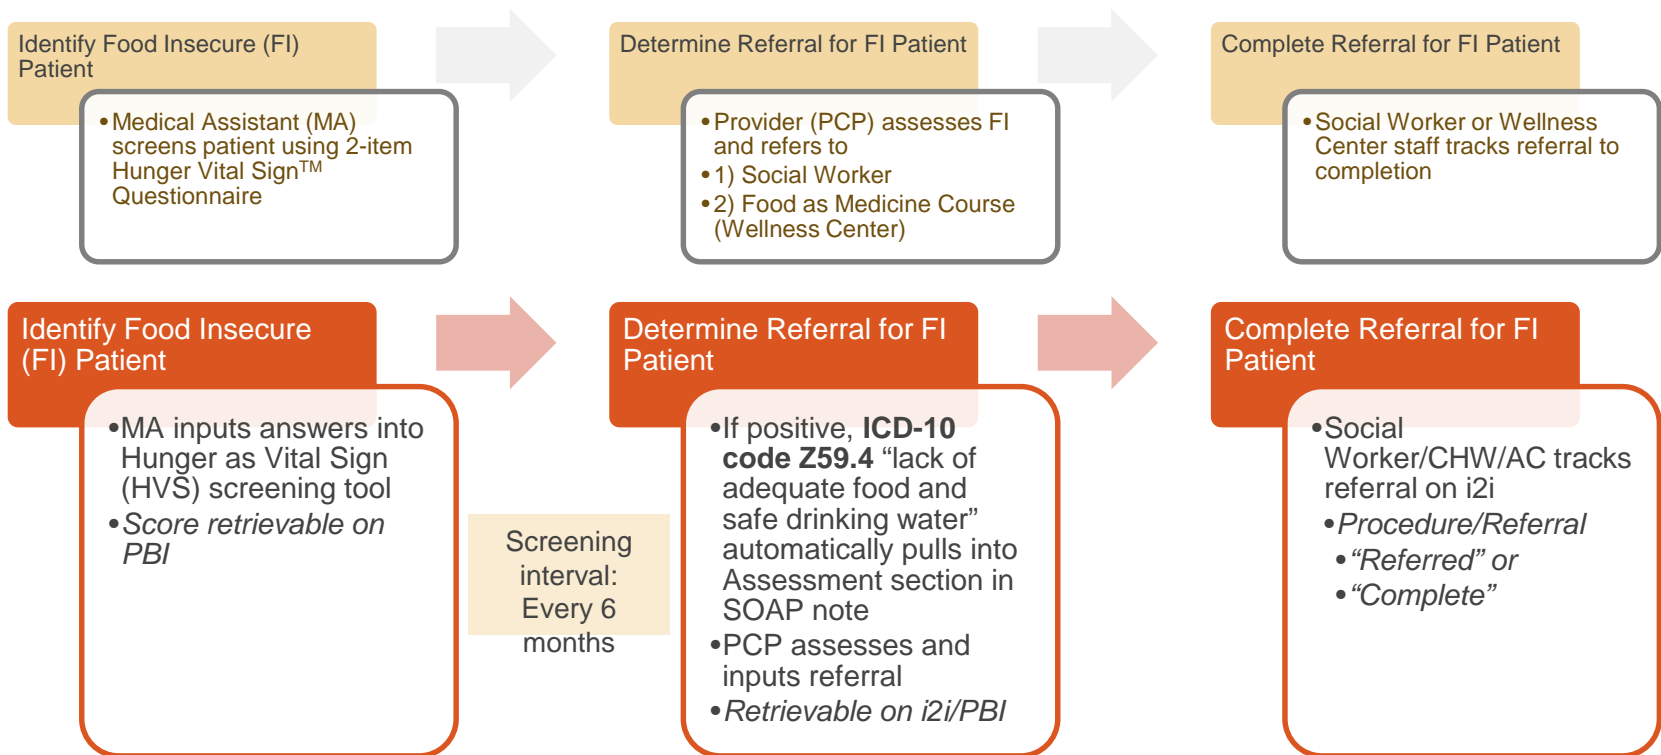 Identify Food Insecure (FI)
Patient
•Medical Assistant (MA)
screens patient using 2-item
Hunger Vital Sign™
Questionnaire
Determine Referral for FI Patient
•Provider (PCP) assesses FI
and refers to
•1) Social Worker
•2) Food as Medicine Course
(Wellness Center)
Complete Referral for FI Patient
•Social Worker or Wellness
Center staff tracks referral to
completion
Identify Food Insecure
(FI) Patient
•MA inputs answers into
Hunger as Vital Sign
(HVS) screening tool
•Score retrievable on
PBI
Screening
interval:
Every 6
months
Determine Referral for FI
Patient
•If positive, ICD-10
code Z59.4 “lack of
adequate food and
safe drinking water”
automatically pulls into
Assessment section in
SOAP note
•PCP assesses and
inputs referral
•Retrievable on i2i/PBI
Complete Referral for FI
Patient
•Social
Worker/CHW/AC tracks
referral on i2i
•Procedure/Referral
•“Referred” or
•“Complete”